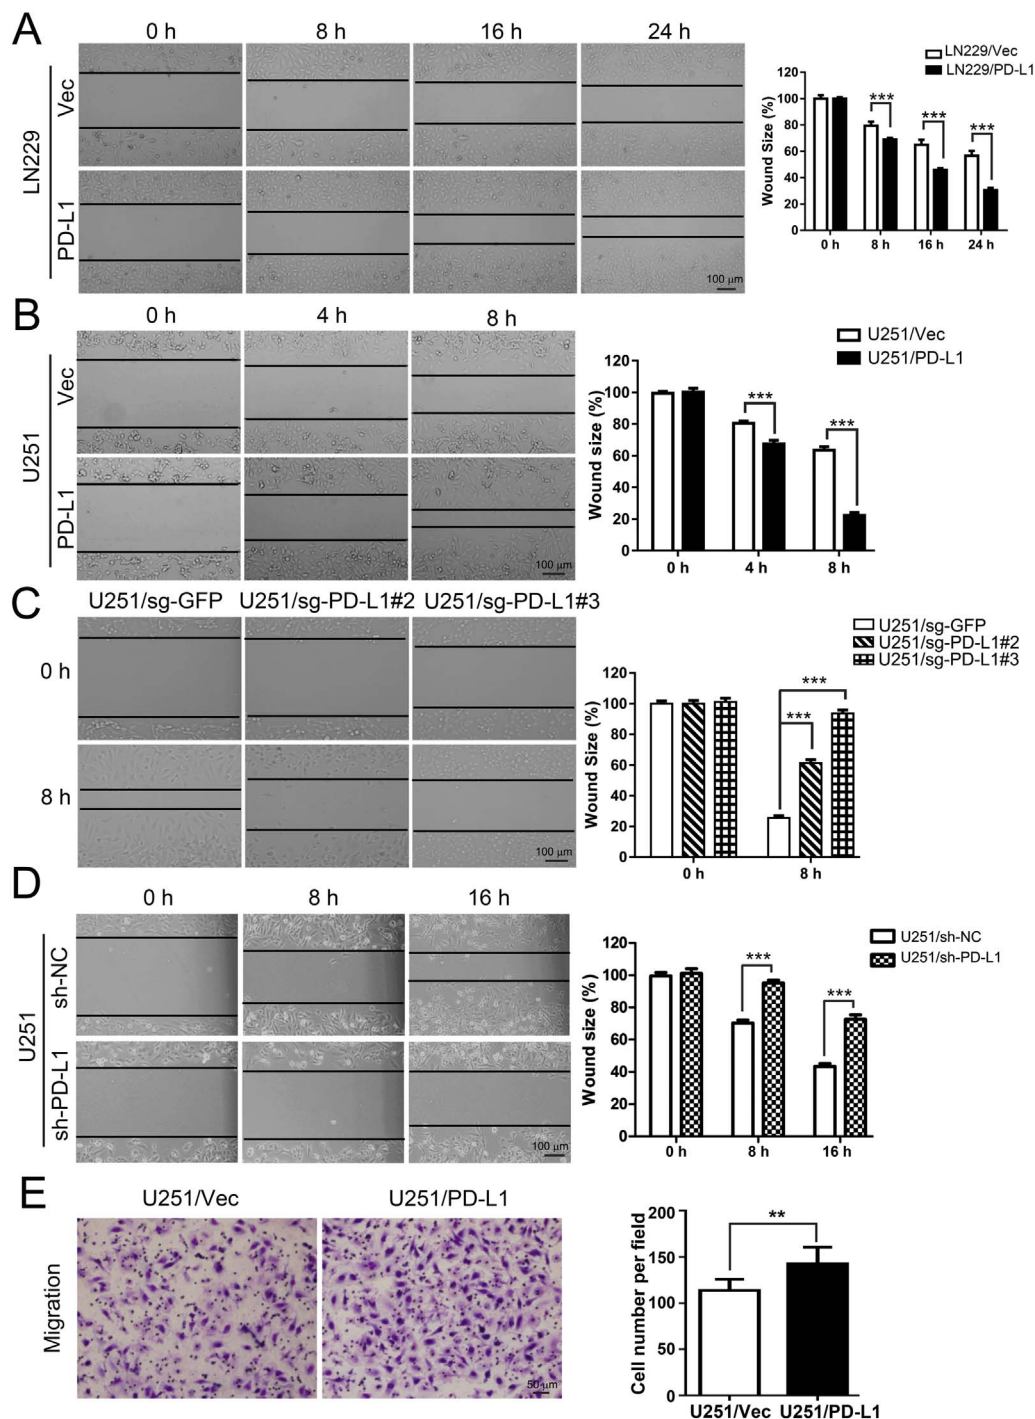 A
0 h 8 h 16 h 24 h
LN229
Vec
PD-L1
100 µm
LN229/Vec
LN229/PD-L1
Wound Size (%)
120
100
80
60
40
20
0
*** *** ***
0 h 8 h 16 h 24 h
B
0 h 4 h 8 h
U251
Vec
PD-L1
100 µm
U251/Vec
U251/PD-L1
Wound size (%)
120
100
80
60
40
20
0
*** ***
0 h 4 h 8 h
C
U251/sg-GFP U251/sg-PD-L1#2 U251/sg-PD-L1#3
0 h
8 h
100 µm
U251/sg-GFP
U251/sg-PD-L1#2
U251/sg-PD-L1#3
Wound Size (%)
120
100
80
60
40
20
0
***
***
0 h 8 h
D
0 h 8 h 16 h
U251
sh-NC
sh-PD-L1
100 µm
U251/sh-NC
U251/sh-PD-L1
Wound size (%)
120
100
80
60
40
20
0
*** ***
0 h 8 h 16 h
E
U251/Vec U251/PD-L1
Migration
50 µm
Cell number per field
200
150
100
50
0
**
U251/Vec U251/PD-L1